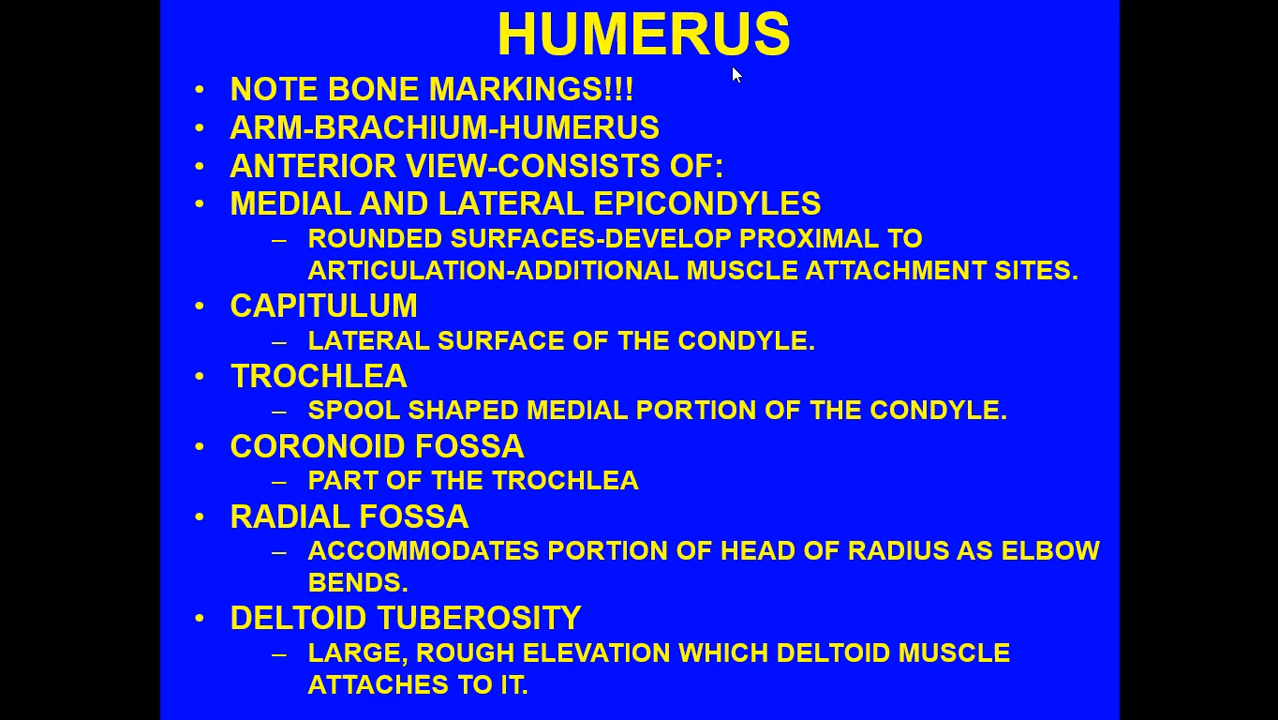 HUMERUS
• NOTE BONE MARKINGS!!!
• ARM-BRACHIUM-HUMERUS
• ANTERIOR VIEW-CONSISTS OF:
• MEDIAL AND LATERAL EPICONDYLES
– ROUNDED SURFACES-DEVELOP PROXIMAL TO
ARTICULATION-ADDITIONAL MUSCLE ATTACHMENT SITES.
• CAPITULUM
– LATERAL SURFACE OF THE CONDYLE.
• TROCHLEA
– SPOOL SHAPED MEDIAL PORTION OF THE CONDYLE.
• CORONOID FOSSA
– PART OF THE TROCHLEA
• RADIAL FOSSA
– ACCOMMODATES PORTION OF HEAD OF RADIUS AS ELBOW
BENDS.
• DELTOID TUBEROSITY
– LARGE, ROUGH ELEVATION WHICH DELTOID MUSCLE
ATTACHES TO IT.